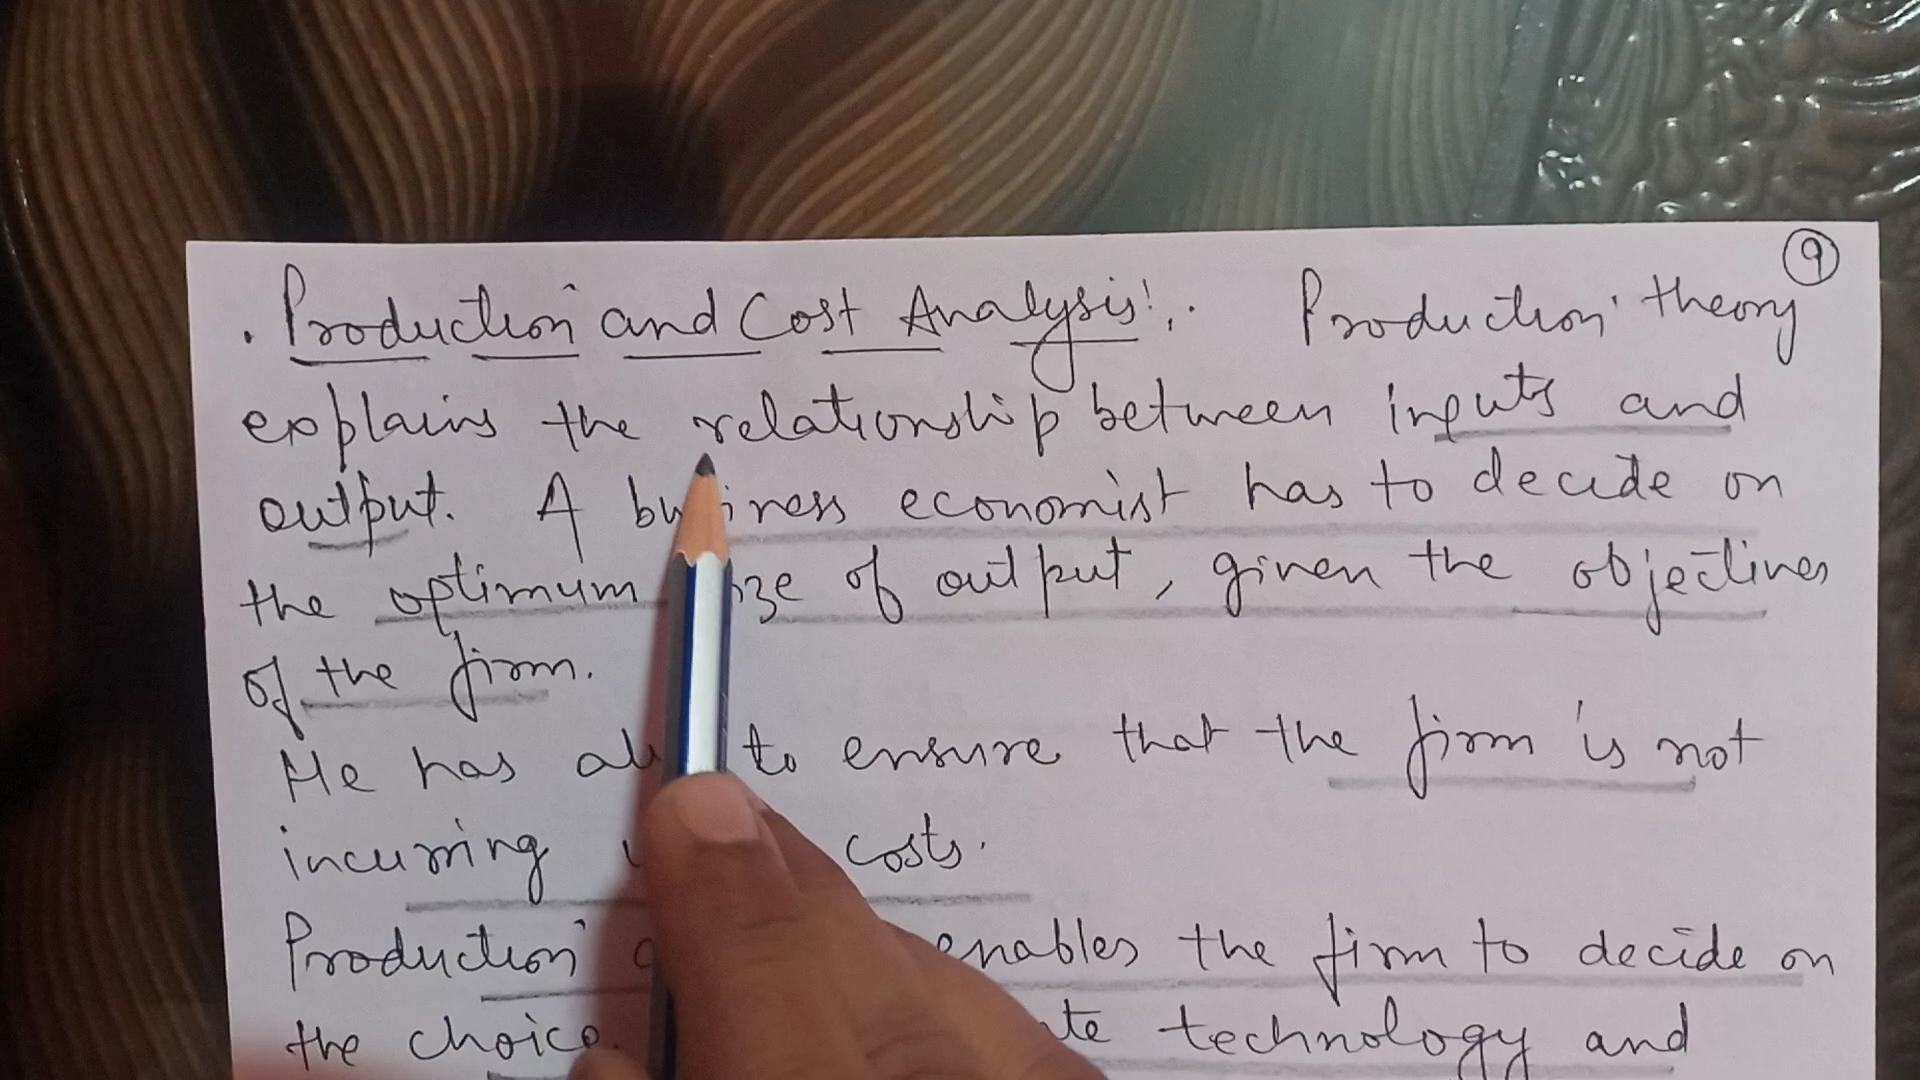 . Production and Cost Analysis:. Production theory 9
explains the relationship between inputs and
output. A business economist has to decide on
the optimum size of output, given the objectives
of the firm.
He has also to ensure that the firm is not
incurring costs.
Production enables the firm to decide on
the choice technology and